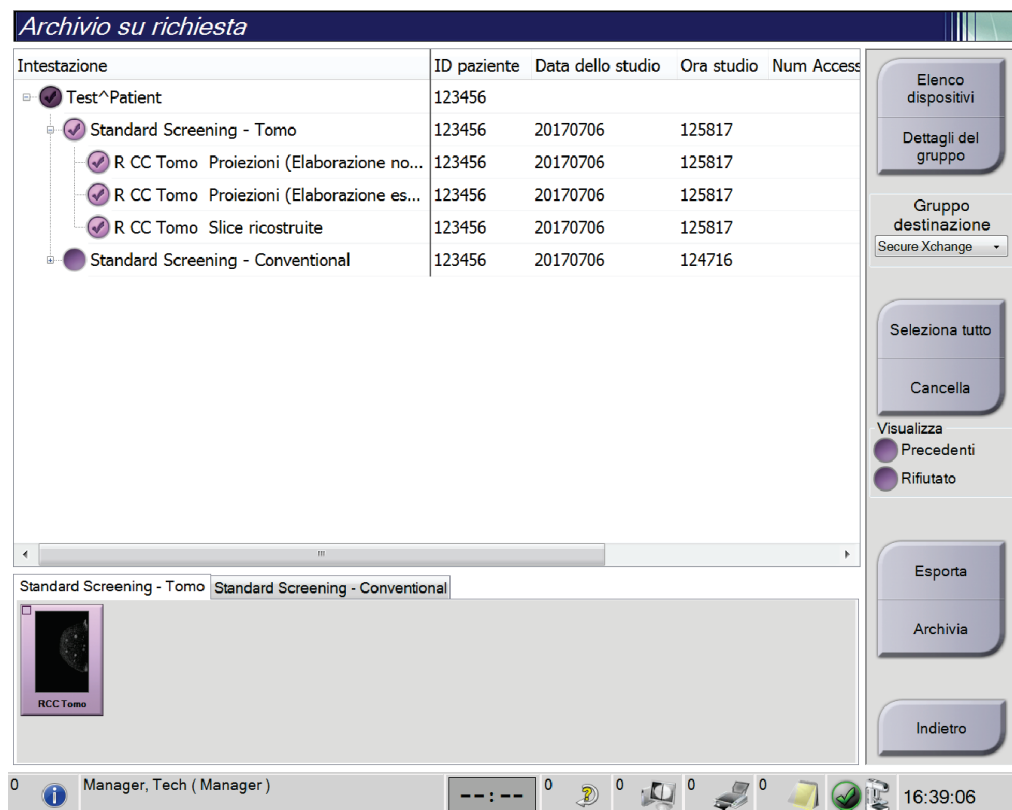 Archivio su richiesta
Intestazione ID paziente Data dello studio Ora studio Num Access
Test^Patient 123456
Standard Screening - Tomo 123456 20170706 125817
R CC Tomo Proiezioni (Elaborazione no... 123456 20170706 125817
R CC Tomo Proiezioni (Elaborazione es... 123456 20170706 125817
R CC Tomo Slice ricostruite 123456 20170706 125817
Standard Screening - Conventional 123456 20170706 124716
Elenco
dispositivi
Dettagli del
gruppo
Gruppo
destinazione
Secure Xchange
Seleziona tutto
Cancella
Visualizza
Precedenti
Rifiutato
Esporta
Archivia
Indietro
Standard Screening - Tomo Standard Screening - Conventional
RCC Tomo
0 Manager, Tech ( Manager ) --:-- 0 0 0 0 16:39:06